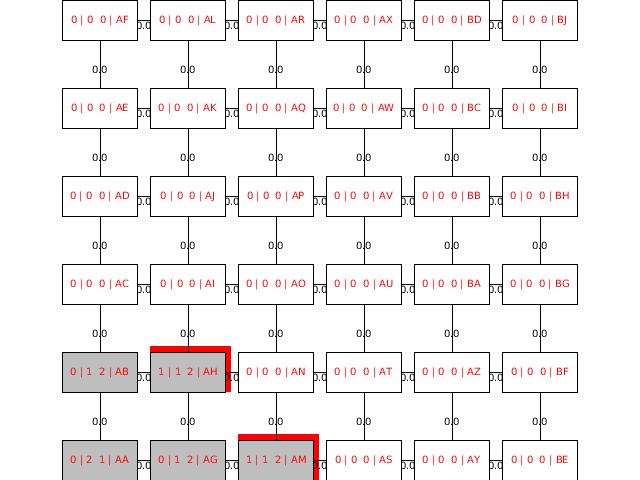 0 | 0 0 | AF 0.0 0 | 0 0 | AL 0.0 0 | 0 0 | AR 0.0 0 | 0 0 | AX 0.0 0 | 0 0 | BD 0.0 0 | 0 0 | BJ
0.0 0.0 0.0 0.0 0.0 0.0
0 | 0 0 | AE 0.0 0 | 0 0 | AK 0.0 0 | 0 0 | AQ 0.0 0 | 0 0 | AW 0.0 0 | 0 0 | BC 0.0 0 | 0 0 | BI
0.0 0.0 0.0 0.0 0.0 0.0
0 | 0 0 | AD 0.0 0 | 0 0 | AJ 0.0 0 | 0 0 | AP 0.0 0 | 0 0 | AV 0.0 0 | 0 0 | BB 0.0 0 | 0 0 | BH
0.0 0.0 0.0 0.0 0.0 0.0
0 | 0 0 | AC 0.0 0 | 0 0 | AI 0.0 0 | 0 0 | AO 0.0 0 | 0 0 | AU 0.0 0 | 0 0 | BA 0.0 0 | 0 0 | BG
0.0 0.0 0.0 0.0 0.0 0.0
0 | 1 2 | AB 0.0 1 | 1 2 | AH 0.0 0 | 0 0 | AN 0.0 0 | 0 0 | AT 0.0 0 | 0 0 | AZ 0.0 0 | 0 0 | BF
0.0 0.0 0.0 0.0 0.0 0.0
0 | 2 1 | AA 0.0 0 | 1 2 | AG 0.0 1 | 1 2 | AM 0.0 0 | 0 0 | AS 0.0 0 | 0 0 | AY 0.0 0 | 0 0 | BE